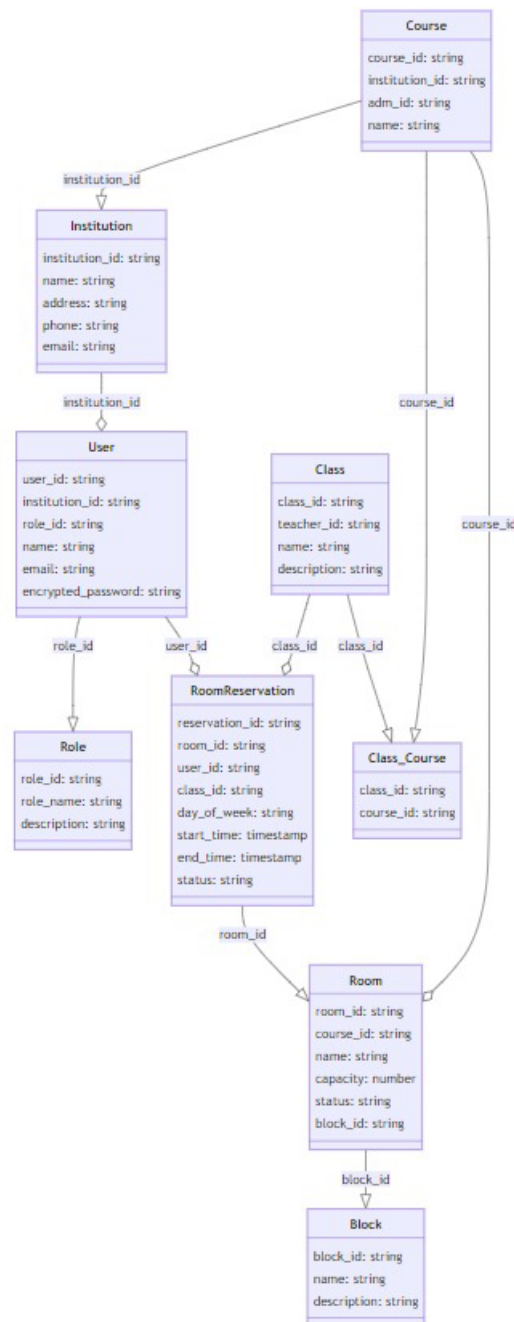 Course
course_id: string
institution_id: string
adm_id: string
name: string
institution_id
Institution
institution_id: string
name: string
address: string
phone: string
email: string
institution_id
course_id
course_id
User
user_id: string
institution_id: string
role_id: string
name: string
email: string
encrypted_password: string
Class
class_id: string
teacher_id: string
name: string
description: string
role_id
user_id
class_id
class_id
Role
role_id: string
role_name: string
description: string
RoomReservation
reservation_id: string
room_id: string
user_id: string
class_id: string
day_of_week: string
start_time: timestamp
end_time: timestamp
status: string
Class_Course
class_id: string
course_id: string
room_id
Room
room_id: string
course_id: string
name: string
capacity: number
status: string
block_id: string
block_id
Block
block_id: string
name: string
description: string